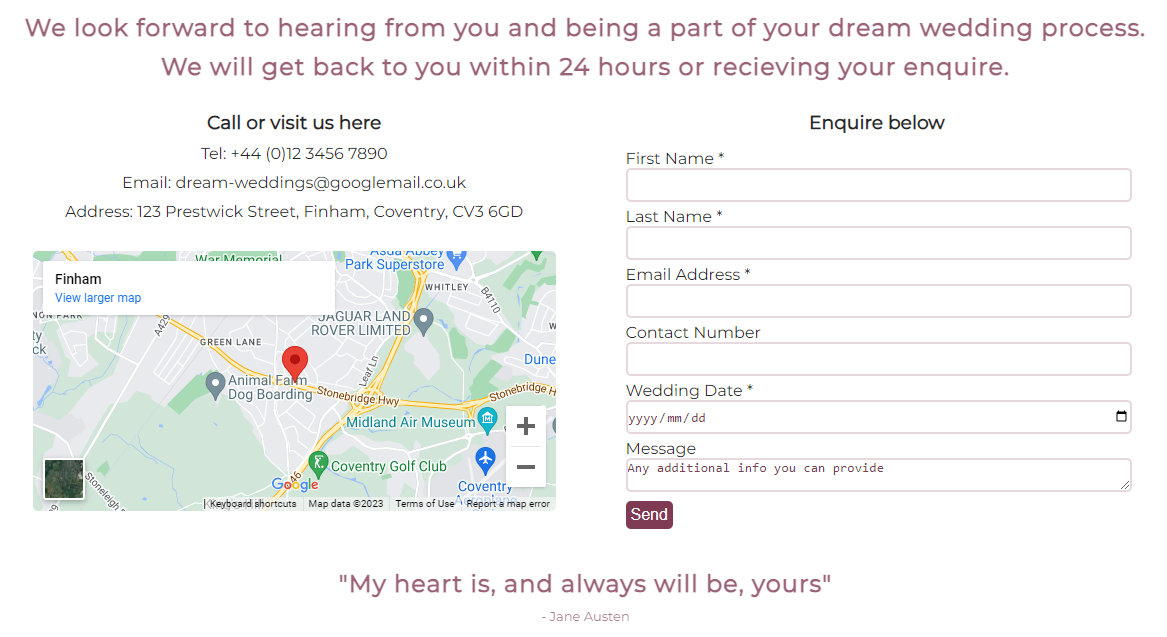 We look forward to hearing from you and being a part of your dream wedding process.
We will get back to you within 24 hours or recieving your enquire.
Call or visit us here
Tel: +44 (0)12 3456 7890
Email: dream-weddings@googlemail.co.uk
Address: 123 Prestwick Street, Finham, Coventry, CV3 6GD
War Memorial
Asda Abbey
Park Superstore
Finham
View larger map
WHITLEY
B4110
A429
JAGUAR LAND
ROVER LIMITED
GREEN LANE
Leaf Ln
Dune
Animal Farm
Dog Boarding
Stonebridge Hwy
Stonebridge H
Midland Air Museum
Coventry Golf Club
Coventry
Stoneleigh
46
Google
Keyboard shortcuts
Map data ©2023
Terms of Use
Report a map error
Enquire below
First Name *
Last Name *
Email Address *
Contact Number
Wedding Date *
yyyy/mm/dd
Message
Any additional info you can provide
Send
"My heart is, and always will be, yours"
- Jane Austen